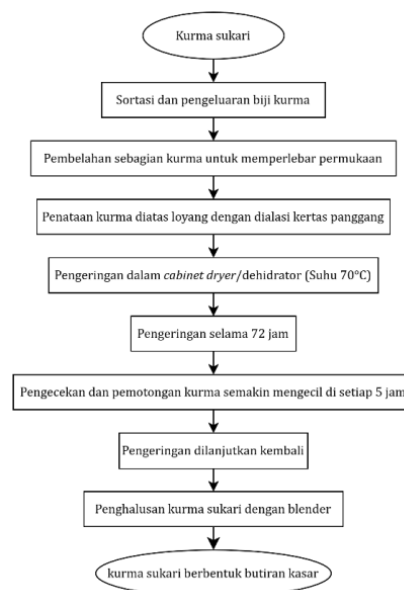 Kurma sukari
Sortasi dan pengeluaran biji kurma
Pembelahan sebagian kurma untuk memperlebar permukaan
Penataan kurma diatas loyang dengan dialasi kertas panggang
Pengeringan dalam cabinet dryer/dehidrator (Suhu 70°C)
Pengeringan selama 72 jam
Pengecekan dan pemotongan kurma semakin mengecil di setiap 5 jam
Pengeringan dilanjutkan kembali
Penghalusan kurma sukari dengan blender
kurma sukari berbentuk butiran kasar